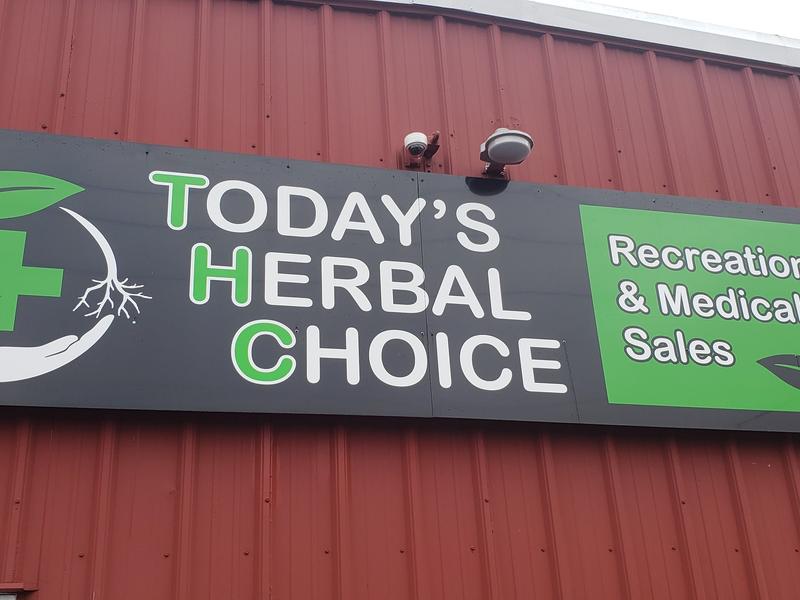 TODAY'S
HERBAL
CHOICE
Recreation
& Medical
Sales